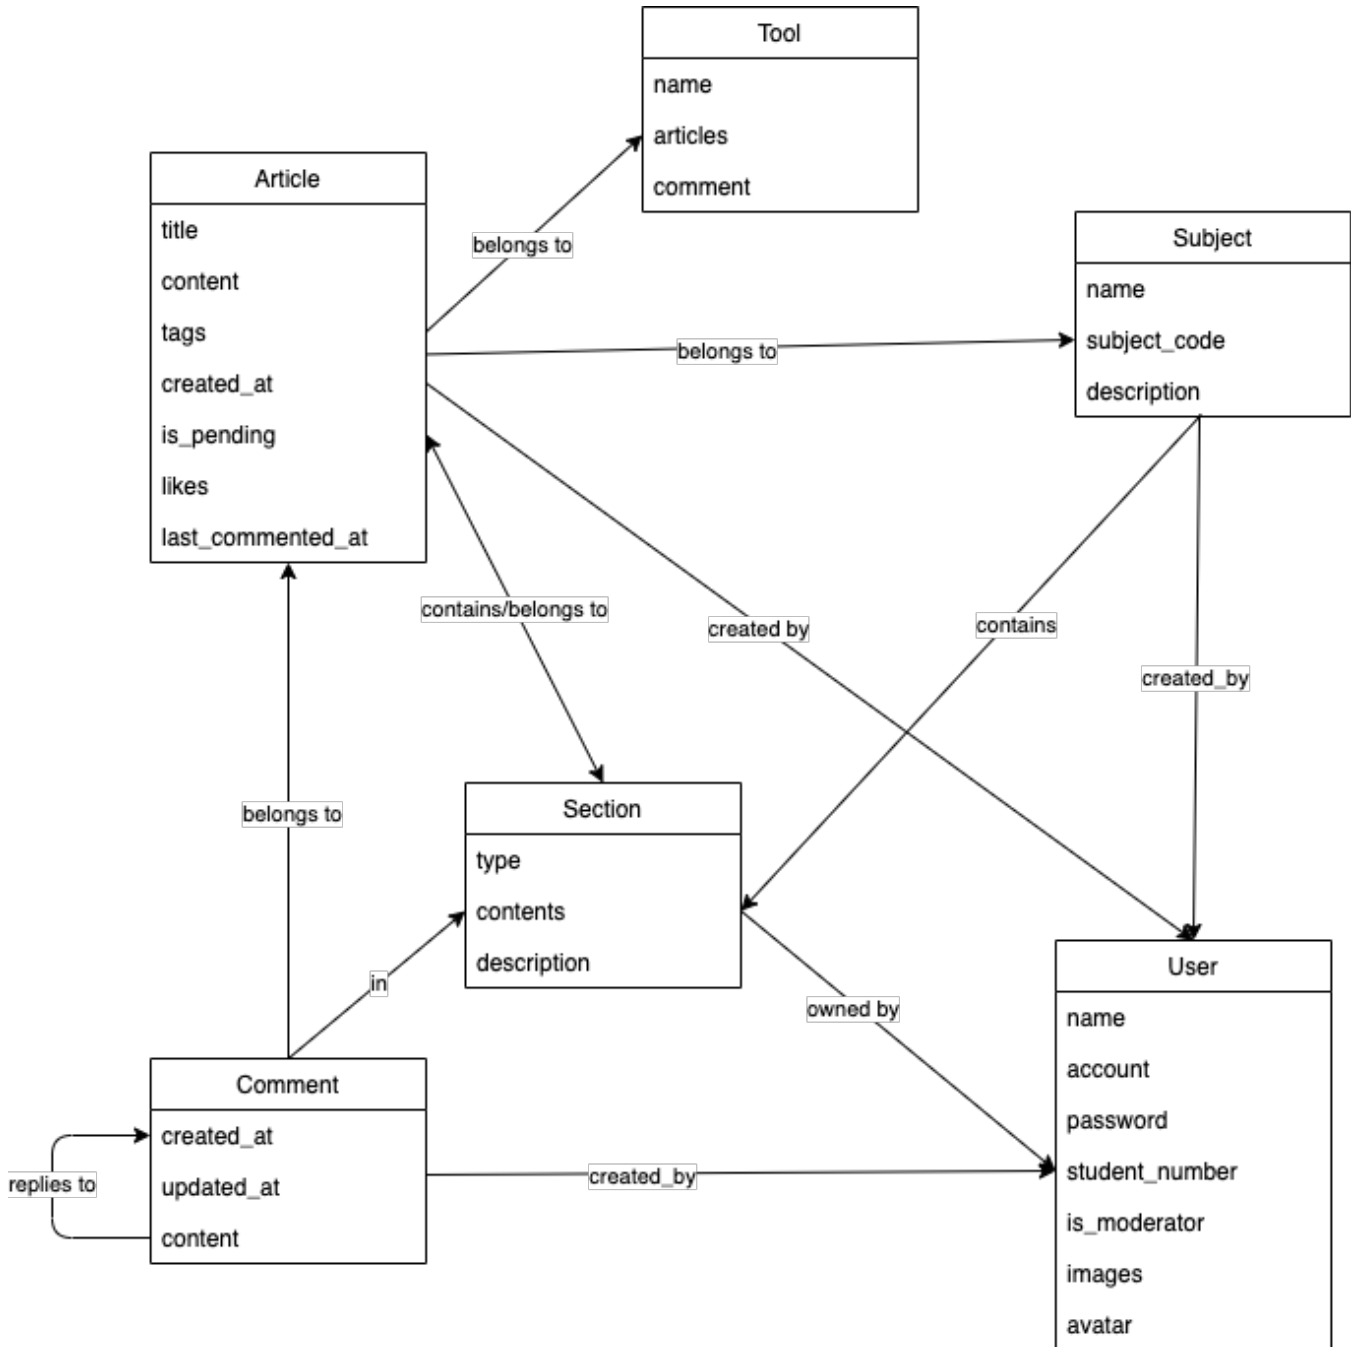 Tool
name
articles
comment
Article
title
content
tags
created_at
is_pending
likes
last_commented_at
belongs to
Subject
name
subject_code
description
belongs to
contains/belongs to
created by
contains
created_by
belongs to
Section
type
contents
description
in
owned by
User
name
account
password
student_number
is_moderator
images
avatar
Comment
created_at
updated_at
content
replies to
created_by